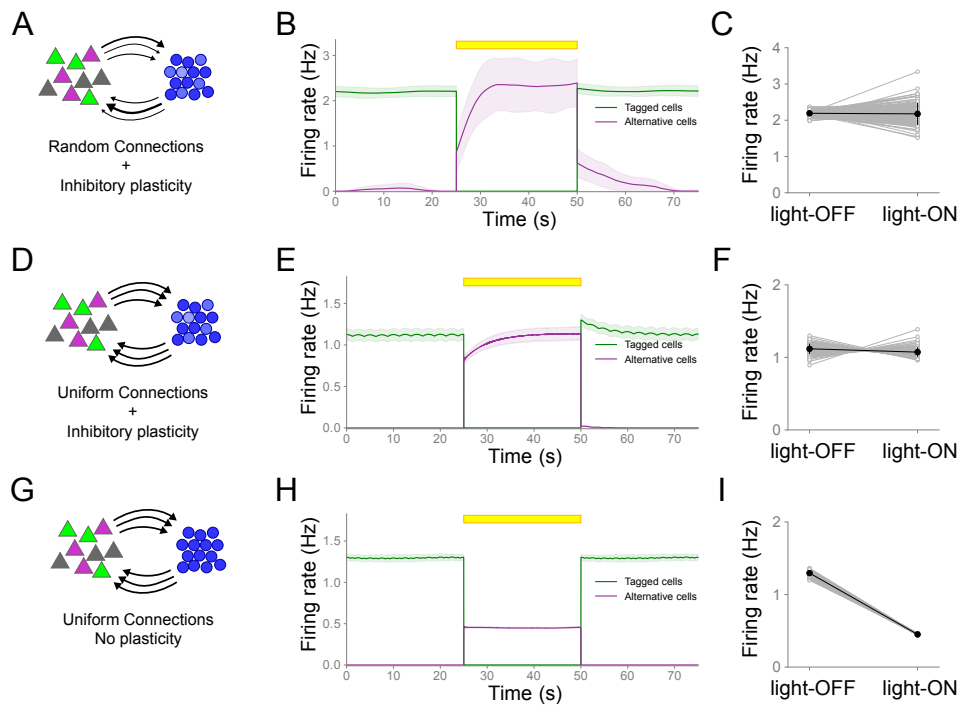 A
Random Connections
+
Inhibitory plasticity
B
Firing rate (Hz)
3
2
1
0
Tagged cells
Alternative cells
0 10 20 30 40 50 60 70
Time (s)
C
Firing rate (Hz)
4
3
2
1
light-OFF light-ON
D
Uniform Connections
+
Inhibitory plasticity
E
Firing rate (Hz)
1.5
1.0
0.5
0.0
Tagged cells
Alternative cells
0 10 20 30 40 50 60 70
Time (s)
F
Firing rate (Hz)
2
1
0
light-OFF light-ON
G
Uniform Connections
No plasticity
H
Firing rate (Hz)
1.5
1.0
0.5
0.0
Tagged cells
Alternative cells
0 10 20 30 40 50 60 70
Time (s)
I
Firing rate (Hz)
2
1
0
light-OFF light-ON